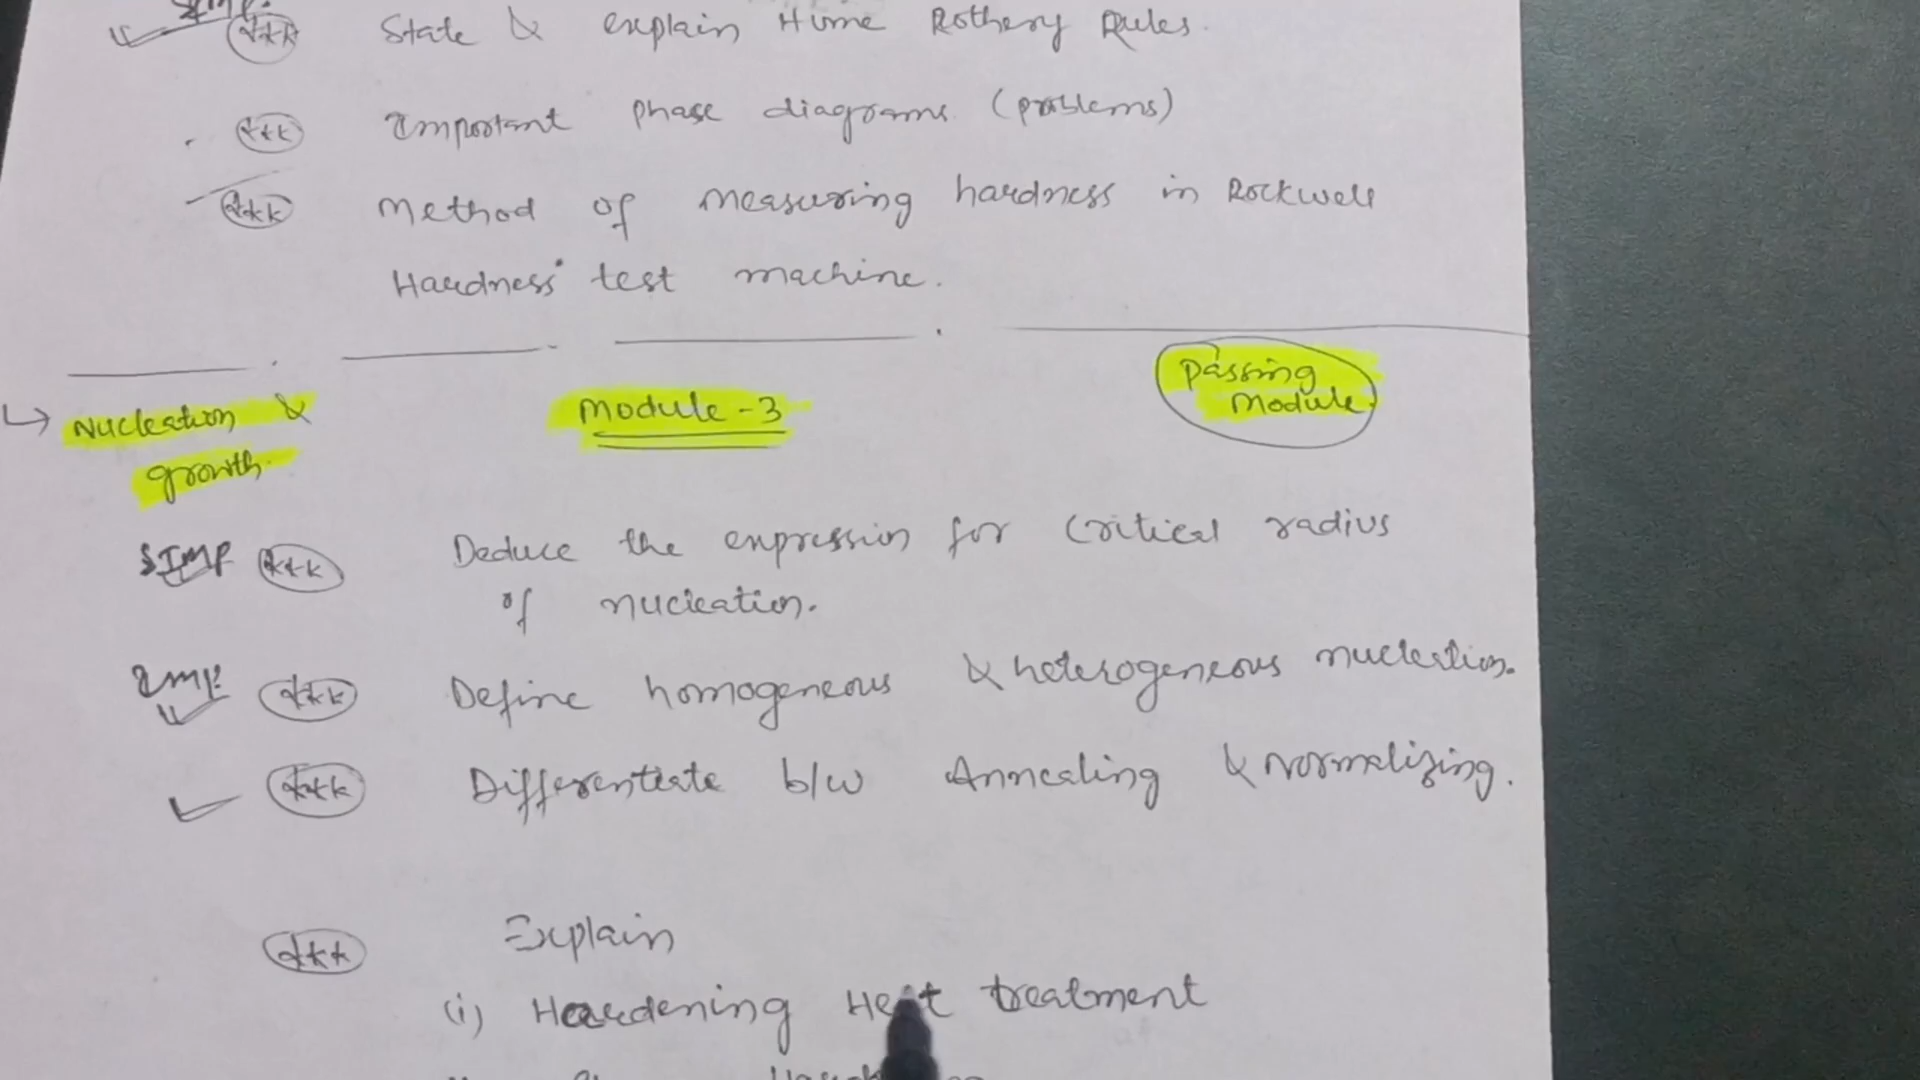 Imp.
*** State & explain Hume Rothery Rules.
*** Important phase diagrams (problems)
*** Method of measuring hardness in Rockwell
Hardness test machine.
Passing
Module
Nucleation & Module-3
growth
SIMP *** Deduce the expression for critical radius
of nucleation.
Imp. *** Define homogeneous & heterogeneous nucleation.
*** Differentiate b/w Annealing & Normalizing.
*** Explain
(i) Hardening Heat treatment